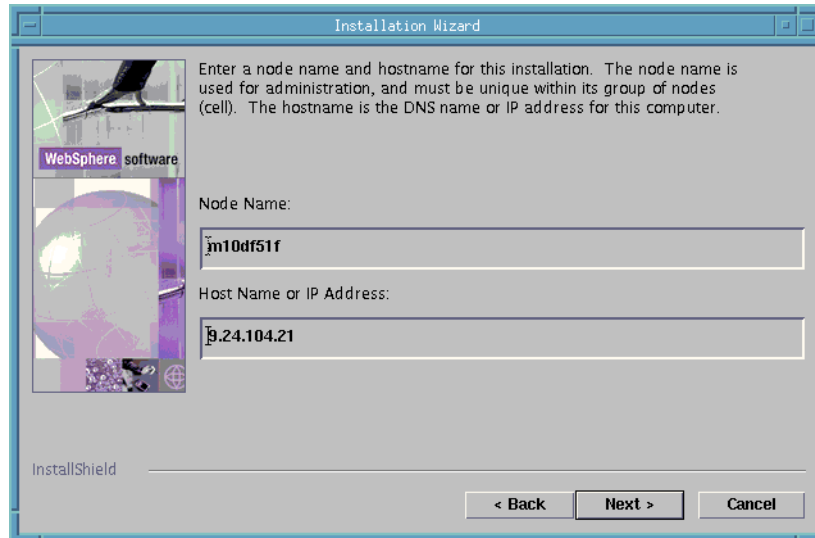 Installation Wizard
Enter a node name and hostname for this installation. The node name is
used for administration, and must be unique within its group of nodes
(cell). The hostname is the DNS name or IP address for this computer.
WebSphere software
Node Name:
m10df51f
Host Name or IP Address:
9.24.104.21
InstallShield
< Back Next > Cancel